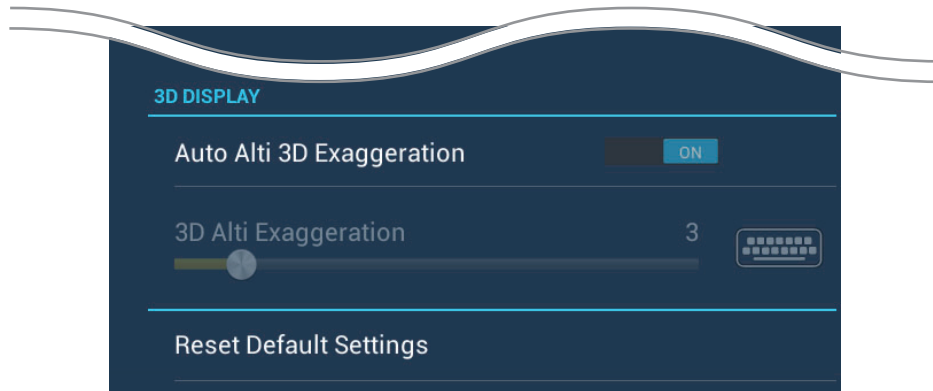 3D DISPLAY
Auto Alti 3D Exaggeration ON
3D Alti Exaggeration 3
Reset Default Settings